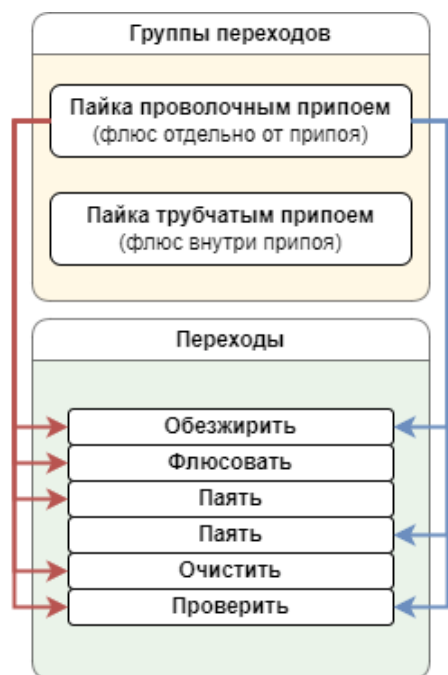 Группы переходов
Пайка проволочным припоем
(флюс отдельно от припоя)
Пайка трубчатым припоем
(флюс внутри припоя)
Переходы
Обезжирить
Флюсовать
Паять
Паять
Очистить
Проверить